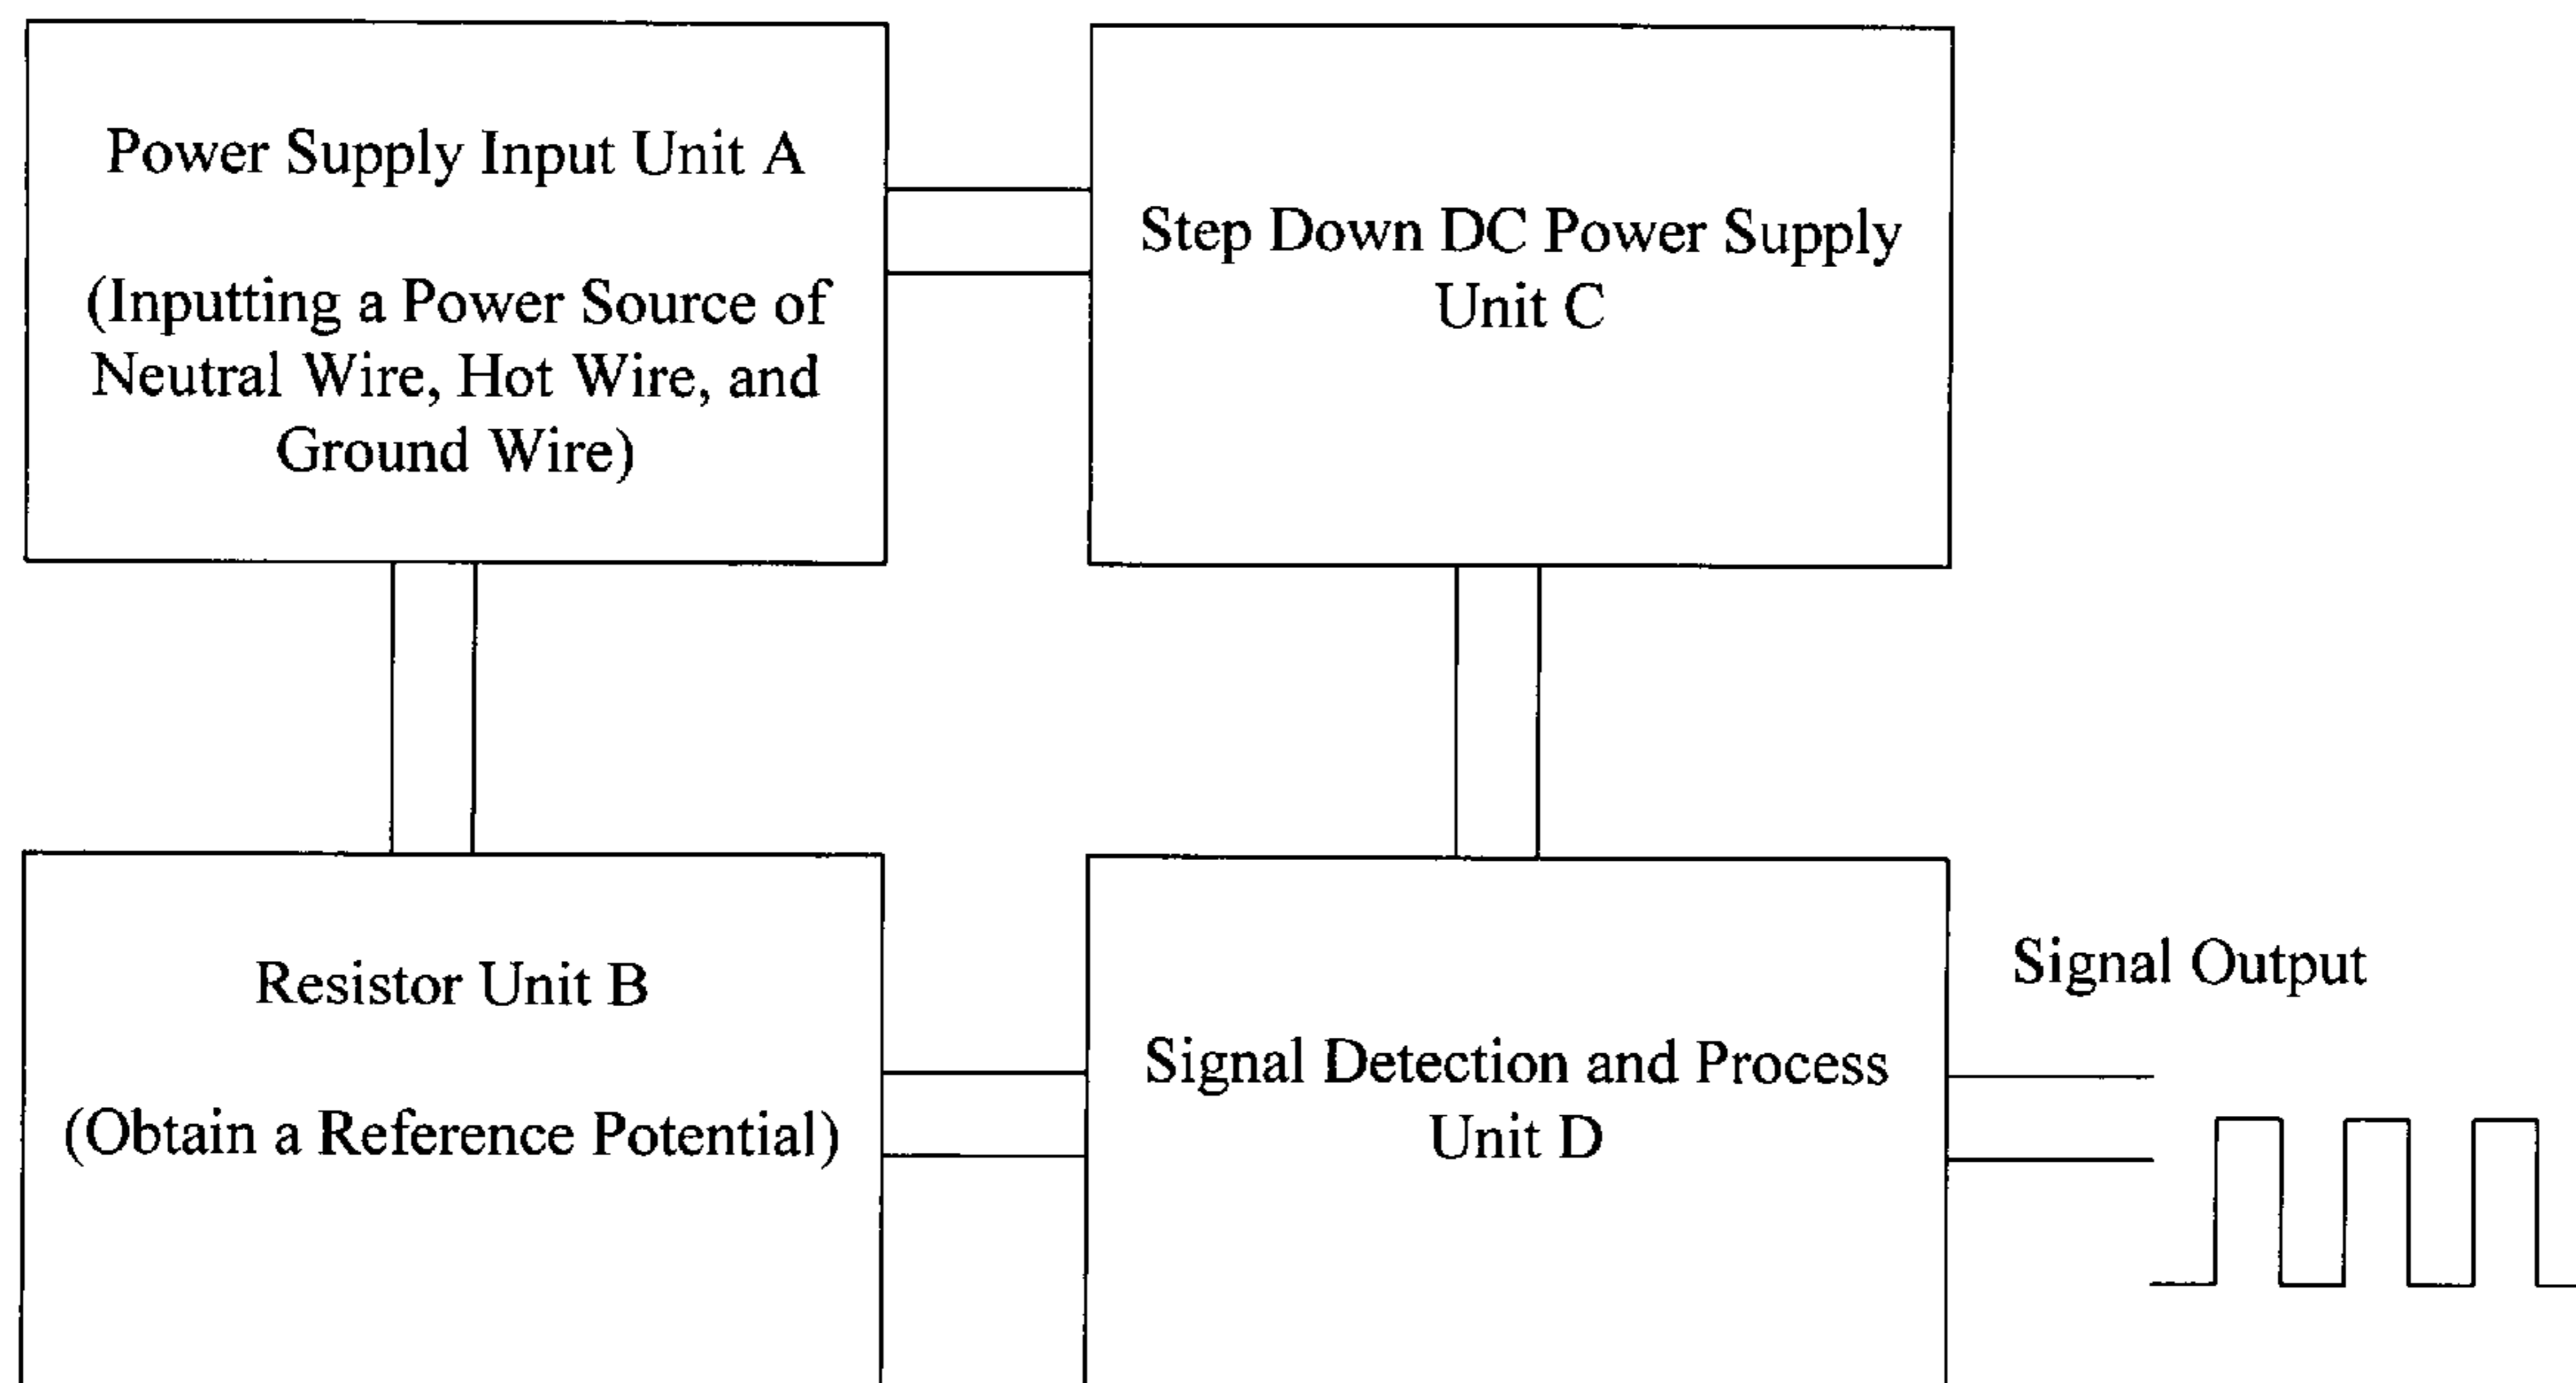 Power Supply Input Unit A
(Inputting a Power Source of
Neutral Wire, Hot Wire, and
Ground Wire)
Step Down DC Power Supply
Unit C
Resistor Unit B
(Obtain a Reference Potential)
Signal Detection and Process
Unit D
Signal Output